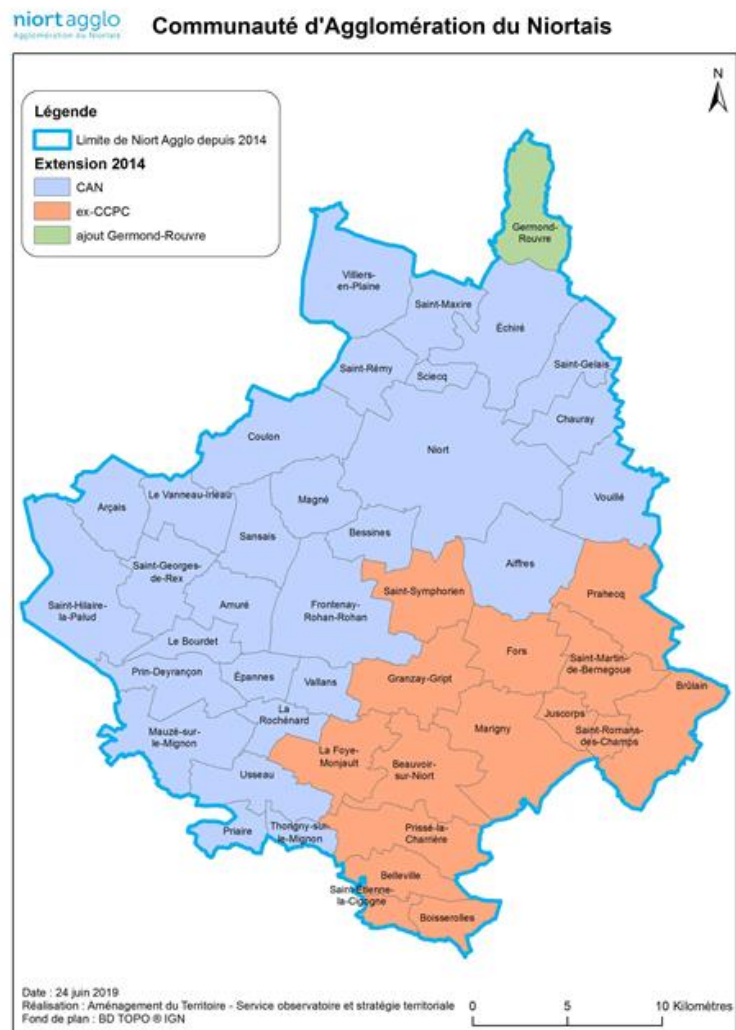 niortagglo
Agglomération du Niortais
Communauté d'Agglomération du Niortais
N
Légende
Limite de Niort Agglo depuis 2014
Extension 2014
CAN
ex-CCPC
ajout Germond-Rouvre
Germond-
Rouvre
Villiers-
en-Plaine
Saint-Maxire
Échiré
Saint-Rémy
Sciecq
Saint-Gelais
Chauray
Coulon
Niort
Magné
Vouillé
Arçais
Le Vanneau-Irleau
Sansais
Bessines
Aiffres
Saint-Georges-
de-Rex
Saint-Symphorien
Prahecq
Saint-Hilaire-
la-Palud
Amuré
Frontenay-
Rohan-Rohan
Le Bourdet
Fors
Saint-Martin-
de-Bernegoue
Prin-Deyrançon
Épannes
Vallans
Granzay-Gript
Brûlain
La
Rochénard
Juscorps
Mauzé-sur-
le-Mignon
Marigny
Saint-Romans-
des-Champs
La Foye-
Monjault
Beauvoir-
sur-Niort
Usseau
Priaire
Thorigny-sur-
le-Mignon
Prissé-la-
Charrière
Belleville
Saint-Etienne-
la-Cigogne
Boisserolles
Date : 24 juin 2019
Réalisation : Aménagement du Territoire - Service observatoire et stratégie territoriale
Fond de plan : BD TOPO ® IGN
0 5 10 Kilomètres